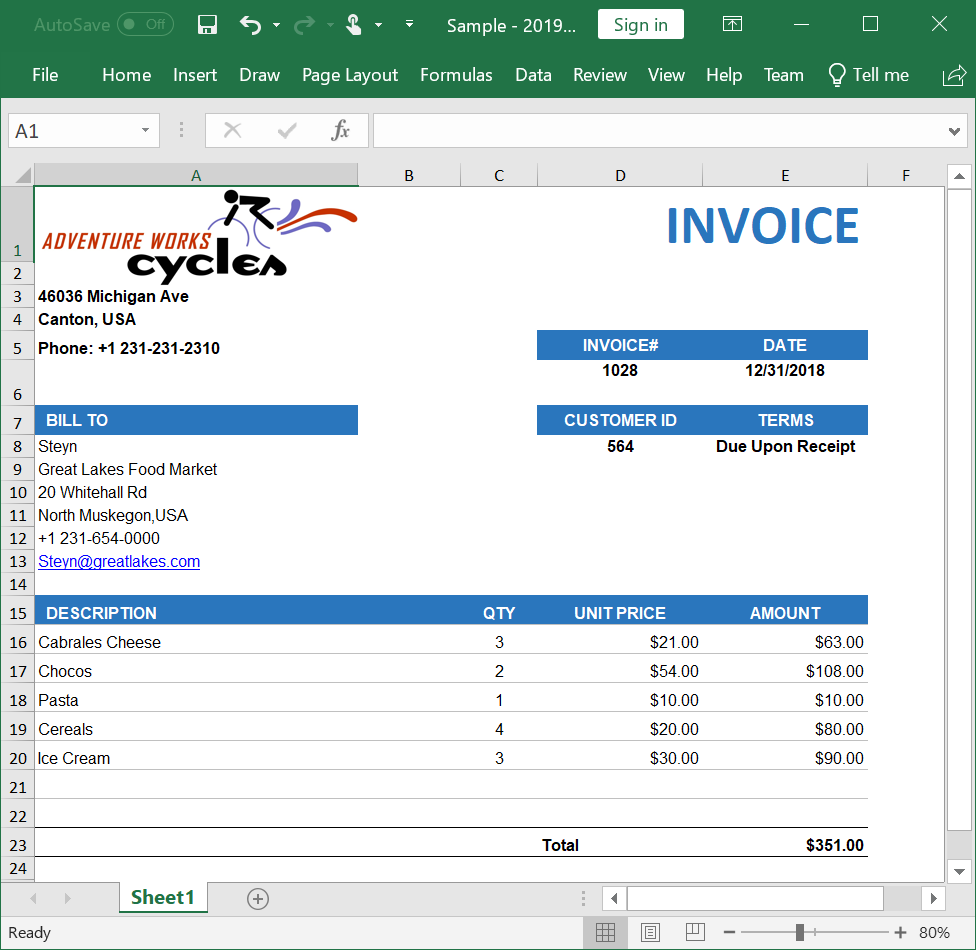 AutoSave Off Sample - 2019... Sign in
File Home Insert Draw Page Layout Formulas Data Review View Help Team Tell me
A1 fx
A B C D E F
1 ADVENTURE WORKS cycles INVOICE
2
3 46036 Michigan Ave
4 Canton, USA
5 Phone: +1 231-231-2310 INVOICE# DATE
1028 12/31/2018
6
7 BILL TO CUSTOMER ID TERMS
8 Steyn 564 Due Upon Receipt
9 Great Lakes Food Market
10 20 Whitehall Rd
11 North Muskegon,USA
12 +1 231-654-0000
13 Steyn@greatlakes.com
14
15 DESCRIPTION QTY UNIT PRICE AMOUNT
16 Cabrales Cheese 3 $21.00 $63.00
17 Chocos 2 $54.00 $108.00
18 Pasta 1 $10.00 $10.00
19 Cereals 4 $20.00 $80.00
20 Ice Cream 3 $30.00 $90.00
21
22
23 Total $351.00
24
Sheet1
Ready 80%